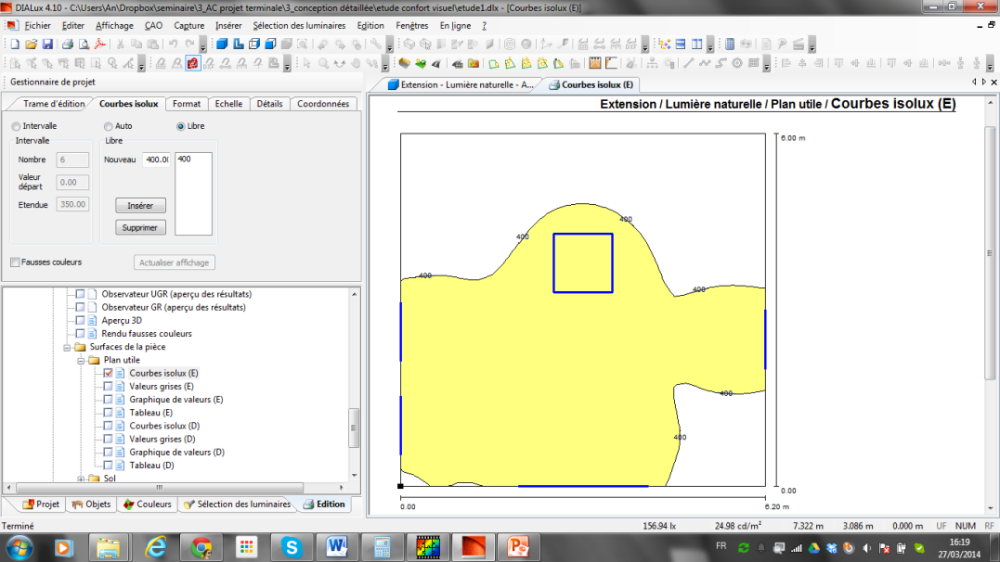 DIALux 4.10 - C:\Users\An\Dropbox\seminaire\3_AC projet terminale\3_conception détaillée\etude confort visuel\etude1.dlx - [Courbes isolux (E)]
Fichier Editer Affichage CAO Capture Insérer Sélection des luminaires Edition Fenêtres En ligne ?
Gestionnaire de projet
Trame d'édition Courbes isolux Format Echelle Détails Coordonnées
Intervalle Auto Libre
Intervalle Libre
Nombre 6 Nouveau 400.0( 400
Valeur départ 0.00
Etendue 350.00 Insérer
Supprimer
Fausses couleurs Actualiser affichage
Observateur UGR (aperçu des résultats)
Observateur GR (aperçu des résultats)
Aperçu 3D
Rendu fausses couleurs
Surfaces de la pièce
Plan utile
Courbes isolux (E)
Valeurs grises (E)
Graphique de valeurs (E)
Tableau (E)
Courbes isolux (D)
Valeurs grises (D)
Graphique de valeurs (D)
Tableau (D)
Sol
Projet Objets Couleurs Sélection des luminaires Edition
Extension - Lumière naturelle - A... Courbes isolux (E)
Extension / Lumière naturelle / Plan utile / Courbes isolux (E)
6.00 m
400
400
400
400
400
400
0.00
0.00 6.20 m
Terminé 156.94 lx 24.98 cd/m² 7.322 m 3.086 m 0.000 m UF NUM RF
FR 16:19
27/03/2014